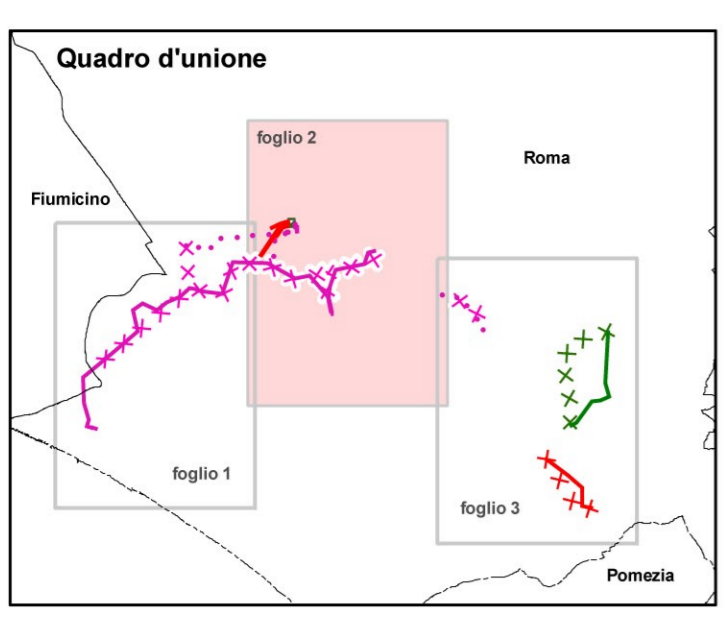 Quadro d'unione
foglio 2
Roma
Fiumicino
foglio 1
foglio 3
Pomezia